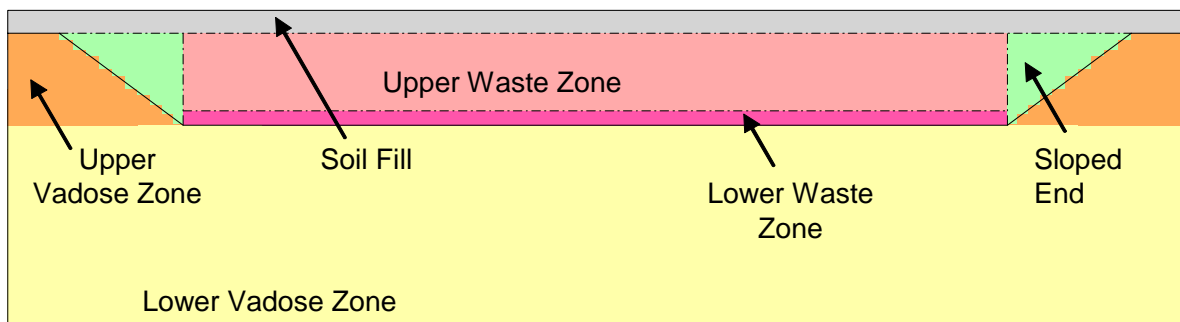 Upper Waste Zone
Upper
Vadose Zone
Soil Fill
Lower Waste
Zone
Sloped
End
Lower Vadose Zone